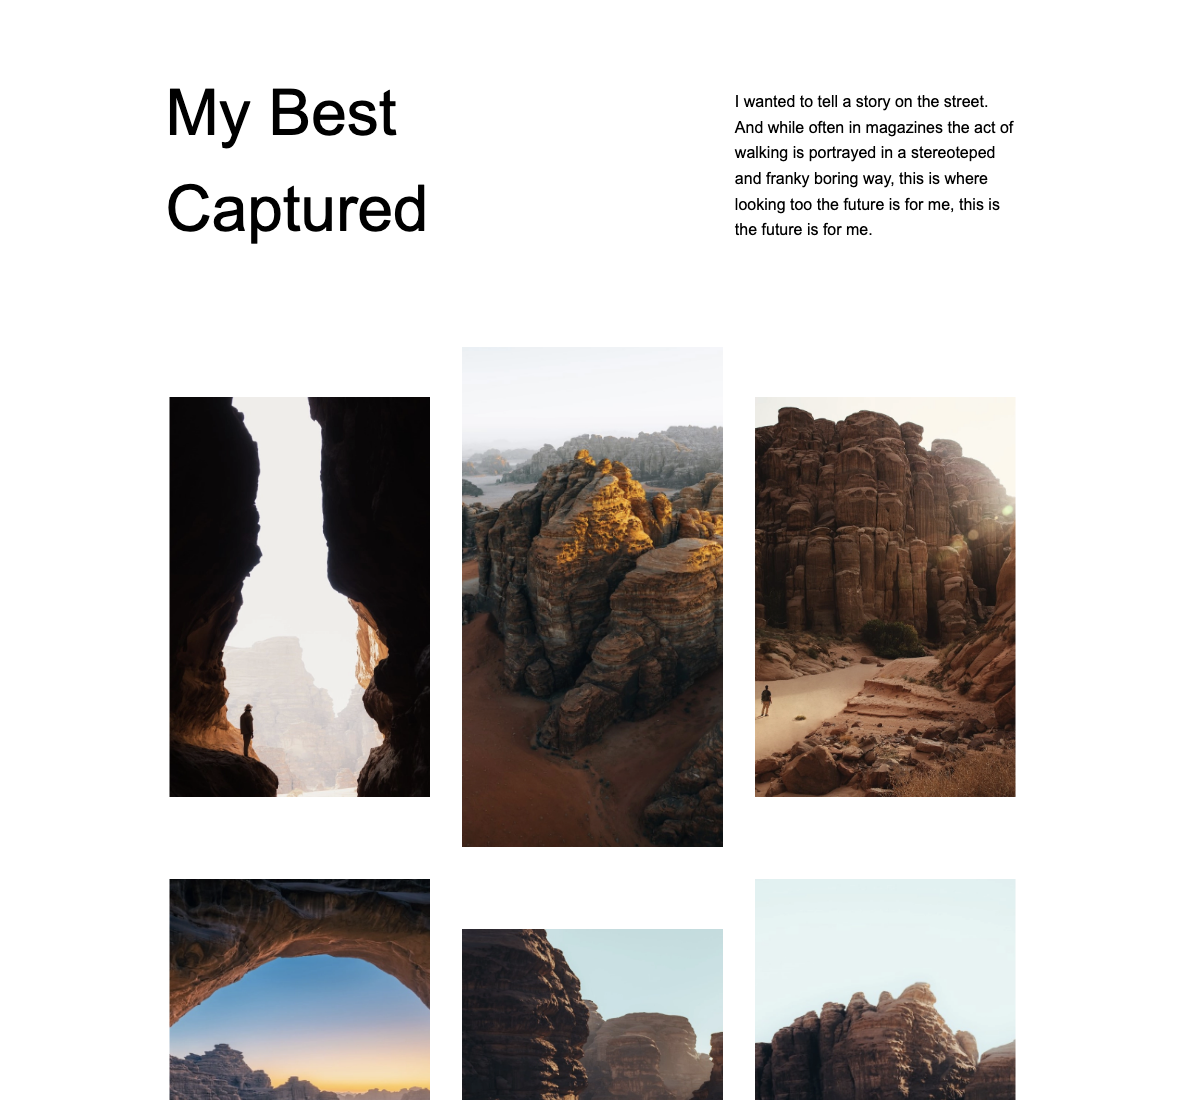 My Best
Captured
I wanted to tell a story on the street.
And while often in magazines the act of
walking is portrayed in a stereoteped
and franky boring way, this is where
looking too the future is for me, this is
the future is for me.